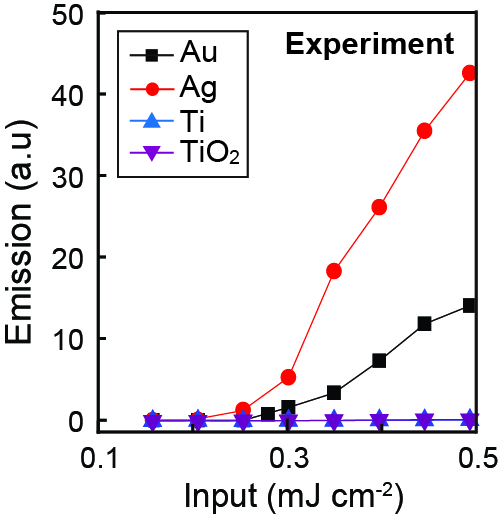 Experiment
Au
Ag
Ti
TiO₂
50
40
30
20
10
0
Emission (a.u)
0.1
0.3
0.5
Input (mJ cm⁻²)